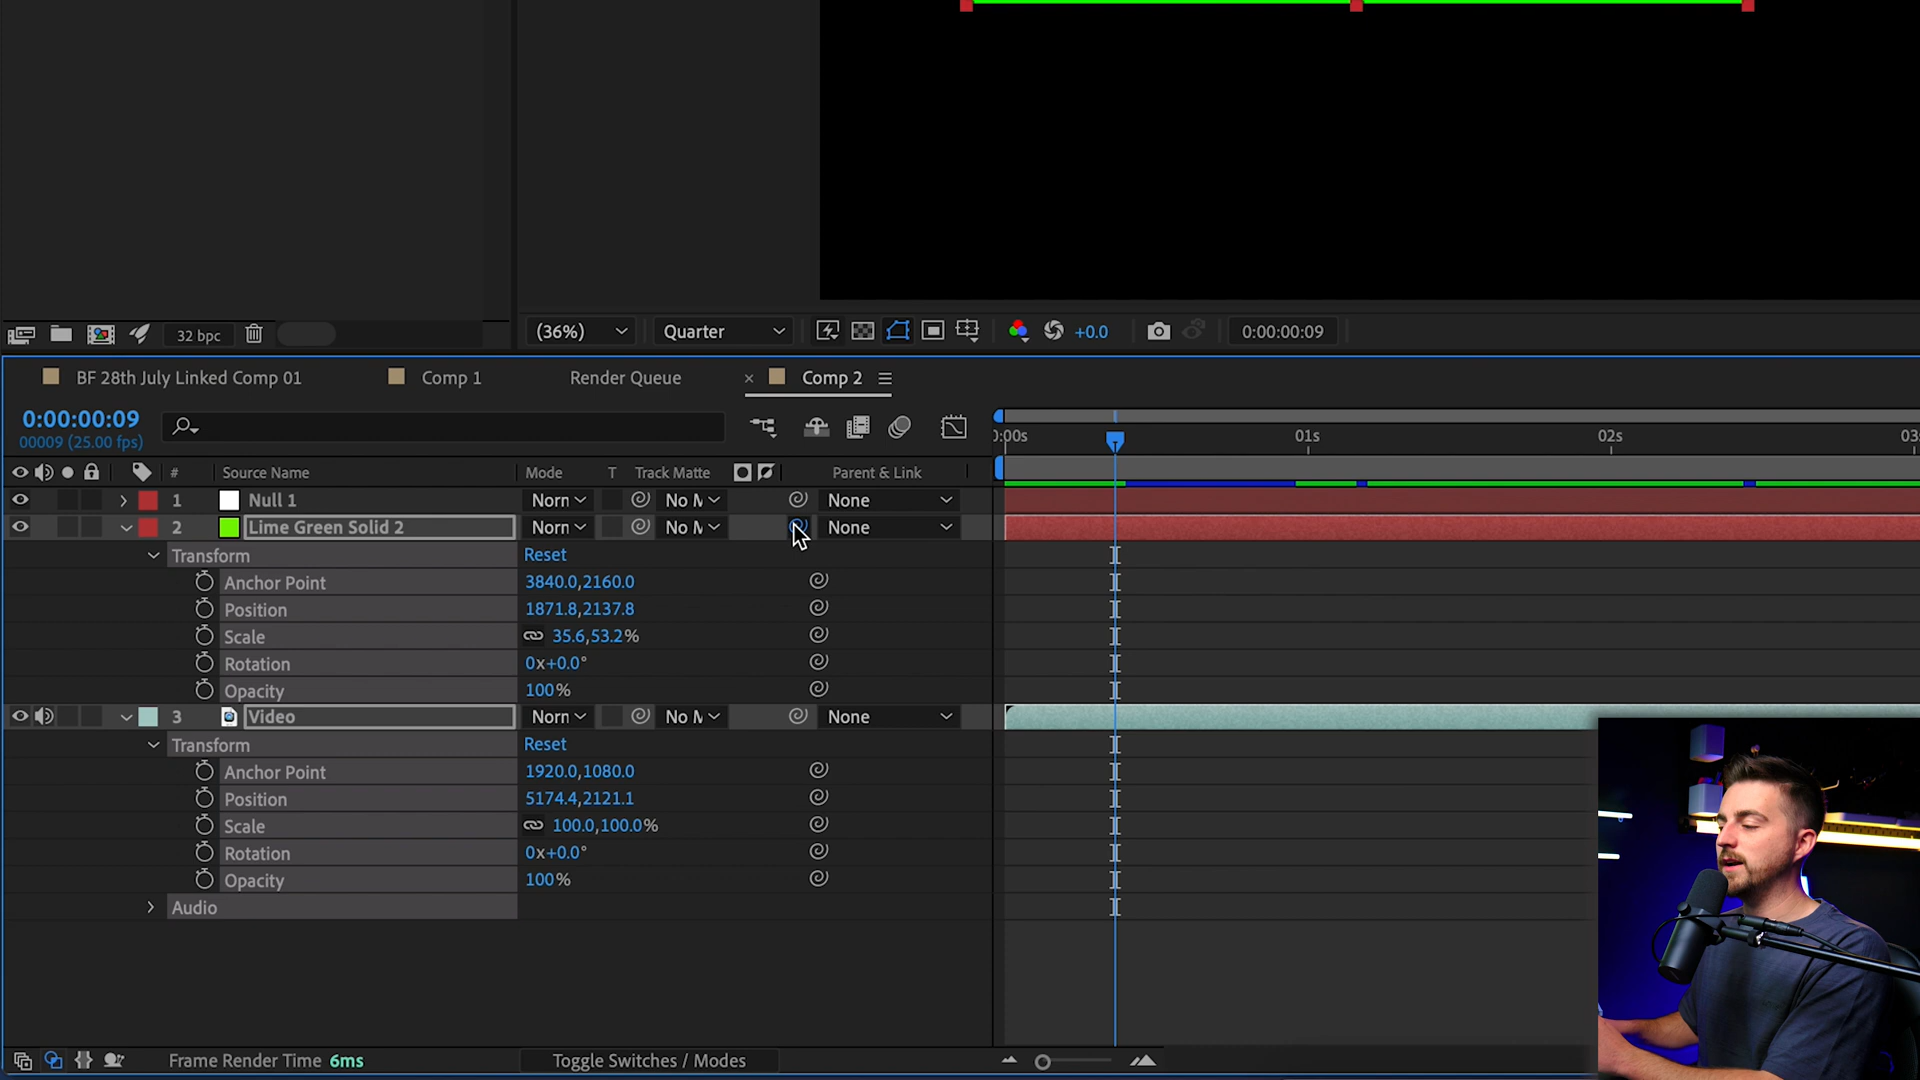 32 bpc
(36%)
Quarter
+0.0
0:00:00:09
BF 28th July Linked Comp 01
Comp 1
Render Queue
× Comp 2
0:00:00:09
00009 (25.00 fps)
# Source Name Mode T Track Matte Parent & Link
0:00s 01s 02s 03s
1 Null 1 Norn No M None
2 Lime Green Solid 2 Norn No M None
Transform Reset
Anchor Point 3840.0,2160.0
Position 1871.8,2137.8
Scale 35.6,53.2%
Rotation 0x+0.0°
Opacity 100%
3 Video Norn No M None
Transform Reset
Anchor Point 1920.0,1080.0
Position 5174.4,2121.1
Scale 100.0,100.0%
Rotation 0x+0.0°
Opacity 100%
Audio
Frame Render Time 6ms
Toggle Switches / Modes